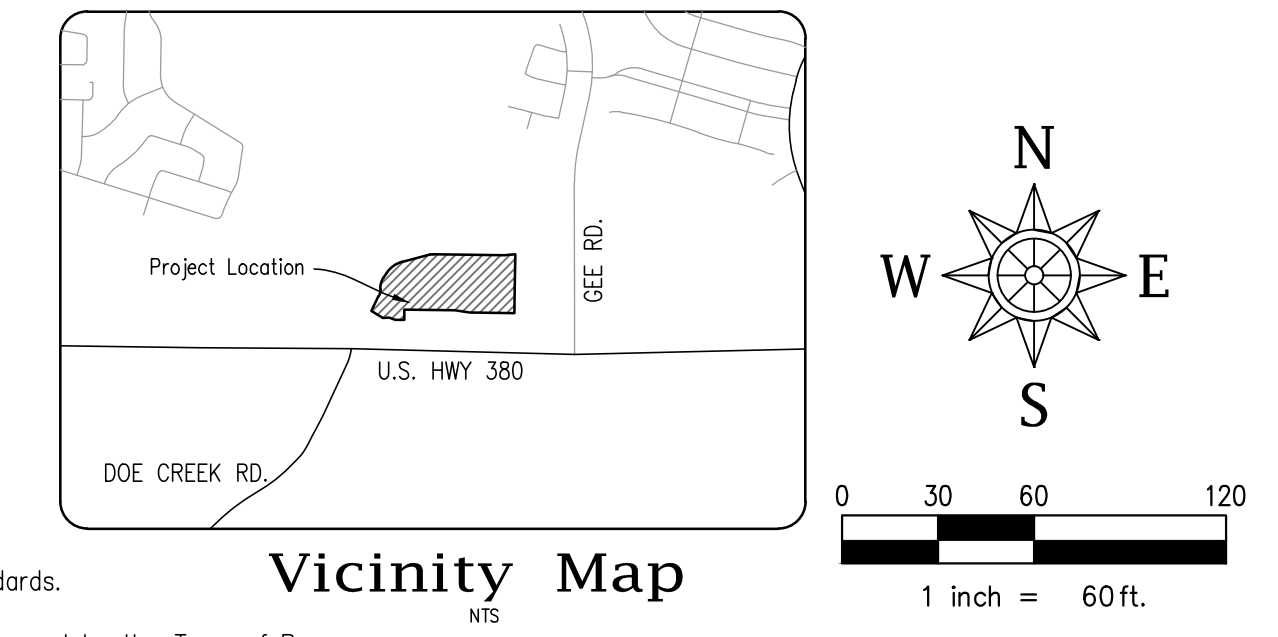 Project Location
GEE RD.
U.S. HWY 380
DOE CREEK RD.
Vicinity Map
NTS
N
W E
S
0 30 60 120
1 inch = 60 ft.
dards.